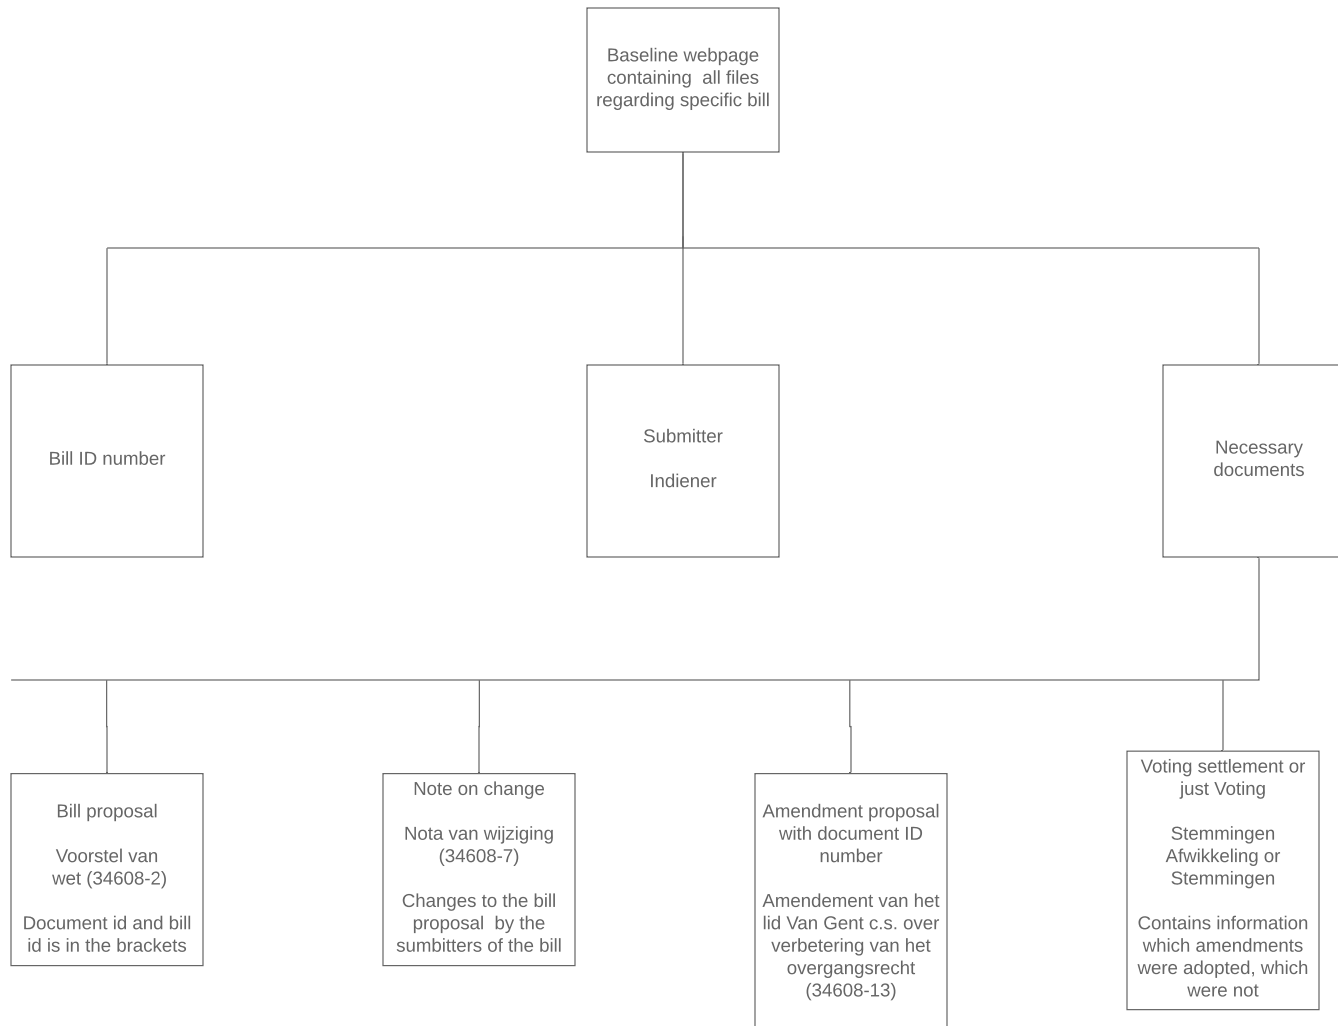 Baseline webpage
containing  all files
regarding specific bill
Bill ID number
Submitter
Indiener
Necessary
documents
Bill proposal
Voorstel van
wet (34608-2)
Document id and bill
id is in the brackets
Note on change
Nota van wijziging
(34608-7)
Changes to the bill
proposal  by the
sumbitters of the bill
Amendment proposal
with document ID
number
Amendement van het
lid Van Gent c.s. over
verbetering van het
overgangsrecht
(34608-13)
Voting settlement or
just Voting
Stemmingen
Afwikkeling or
Stemmingen
Contains information
which amendments
were adopted, which
were not